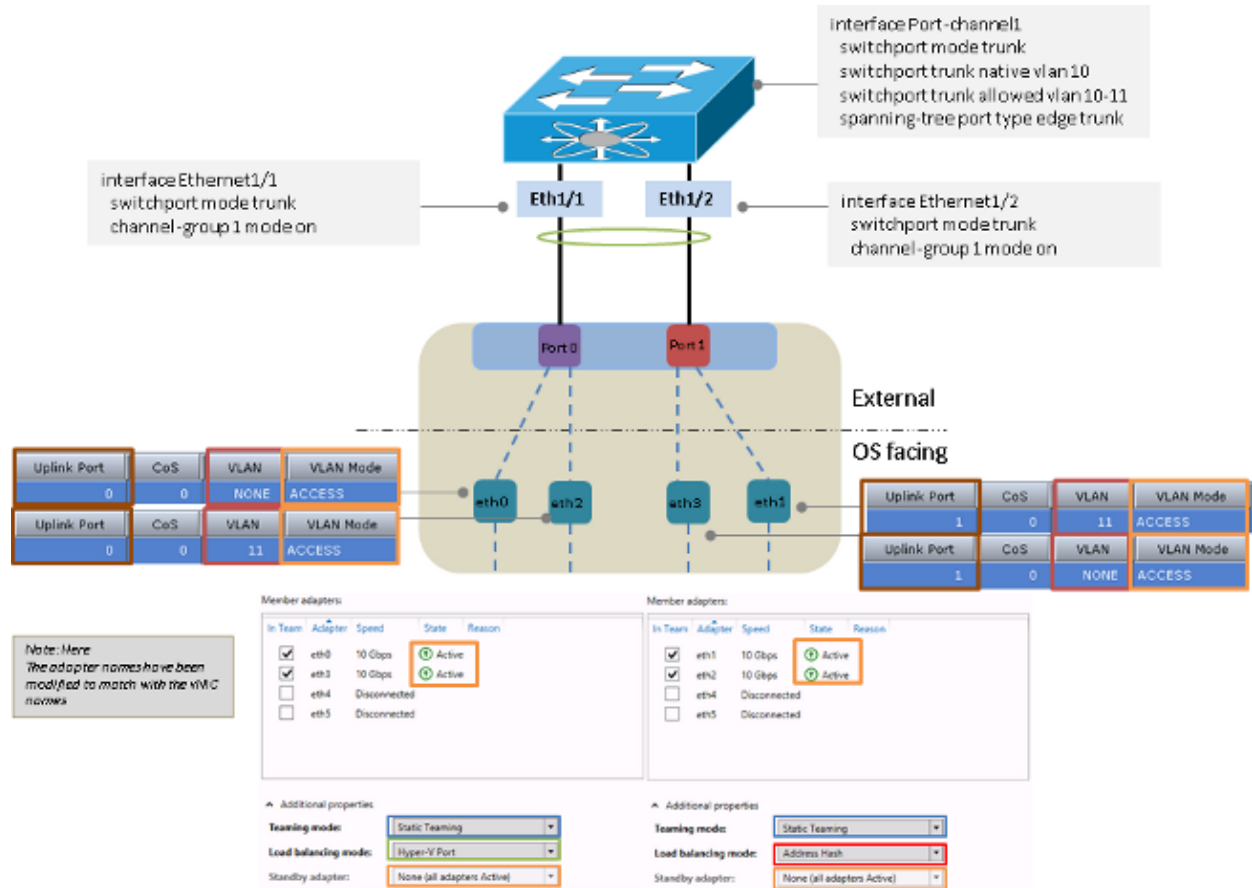 interface Port-channel1
switchport mode trunk
switchport trunk native vlan 10
switchport trunk allowed vlan 10-11
spanning-tree port type edge trunk
interface Ethernet1/1
switchport mode trunk
channel-group 1 mode on
Eth1/1
Eth1/2
interface Ethernet1/2
switchport mode trunk
channel-group 1 mode on
Port 0
Port 1
External
OS facing
Uplink Port CoS VLAN VLAN Mode
0 0 NONE ACCESS
Uplink Port CoS VLAN VLAN Mode
0 0 11 ACCESS
eth0
eth2
eth3
eth1
Uplink Port CoS VLAN VLAN Mode
1 0 11 ACCESS
Uplink Port CoS VLAN VLAN Mode
1 0 NONE ACCESS
Note: Here
The adapter names have been
modified to match with the vNIC
names
Member adapters:
In Team Adapter Speed State Reason
eth0 10 Gbps Active
eth3 10 Gbps Active
eth4 Disconnected
eth5 Disconnected
Additional properties
Teaming mode: Static Teaming
Load balancing mode: Hyper-V Port
Standby adapter: None (all adapters Active)
Member adapters:
In Team Adapter Speed State Reason
eth1 10 Gbps Active
eth2 10 Gbps Active
eth4 Disconnected
eth5 Disconnected
Additional properties
Teaming mode: Static Teaming
Load balancing mode: Address Hash
Standby adapter: None (all adapters Active)